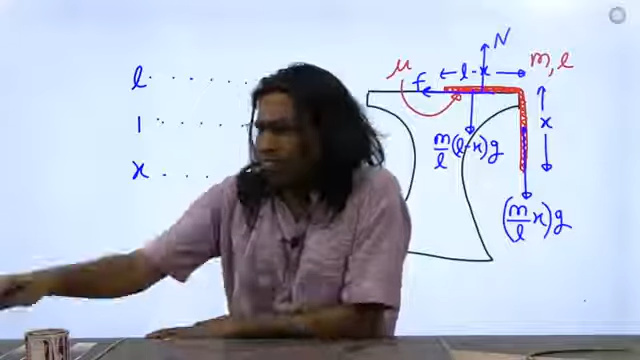 l . . . . . .
1 . . . . . .
x . . . . .
N
μ
f
l-x
m, l
x
m/l (l-x)g
(m/l x)g